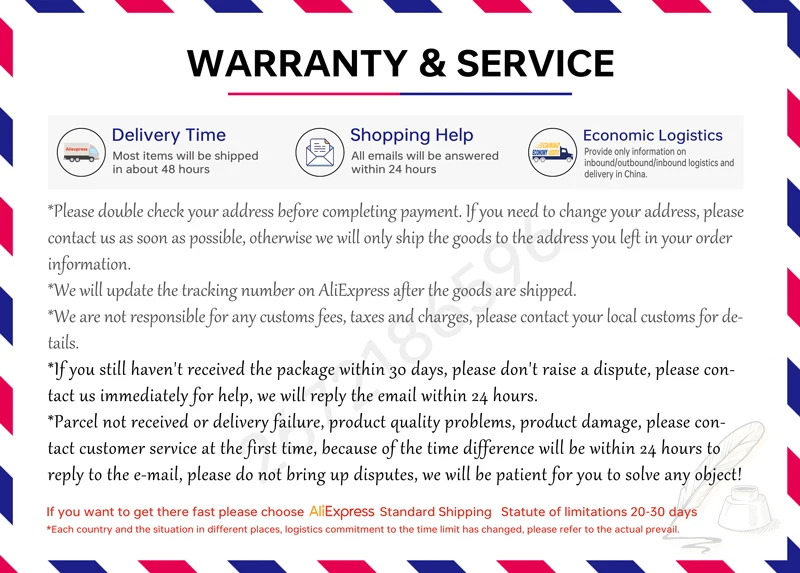 WARRANTY & SERVICE
Aliexpress
Delivery Time
Most items will be shipped
in about 48 hours
Shopping Help
All emails will be answered
within 24 hours
ECONOMY
Economic Logistics
Provide only information on
inbound/outbound/inbound logistics and
delivery in China.
*Please double check your address before completing payment. If you need to change your address, please
contact us as soon as possible, otherwise we will only ship the goods to the address you left in your order
information.
*We will update the tracking number on AliExpress after the goods are shipped.
*We are not responsible for any customs fees, taxes and charges, please contact your local customs for de-
tails.
*If you still haven't received the package within 30 days, please don't raise a dispute, please con-
tact us immediately for help, we will reply the email within 24 hours.
*Parcel not received or delivery failure, product quality problems, product damage, please con-
tact customer service at the first time, because of the time difference will be within 24 hours to
reply to the e-mail, please do not bring up disputes, we will be patient for you to solve any object!
If you want to get there fast please choose AliExpress Standard Shipping Statute of limitations 20-30 days
*Each country and the situation in different places, logistics commitment to the time limit has changed, please refer to the actual prevail.